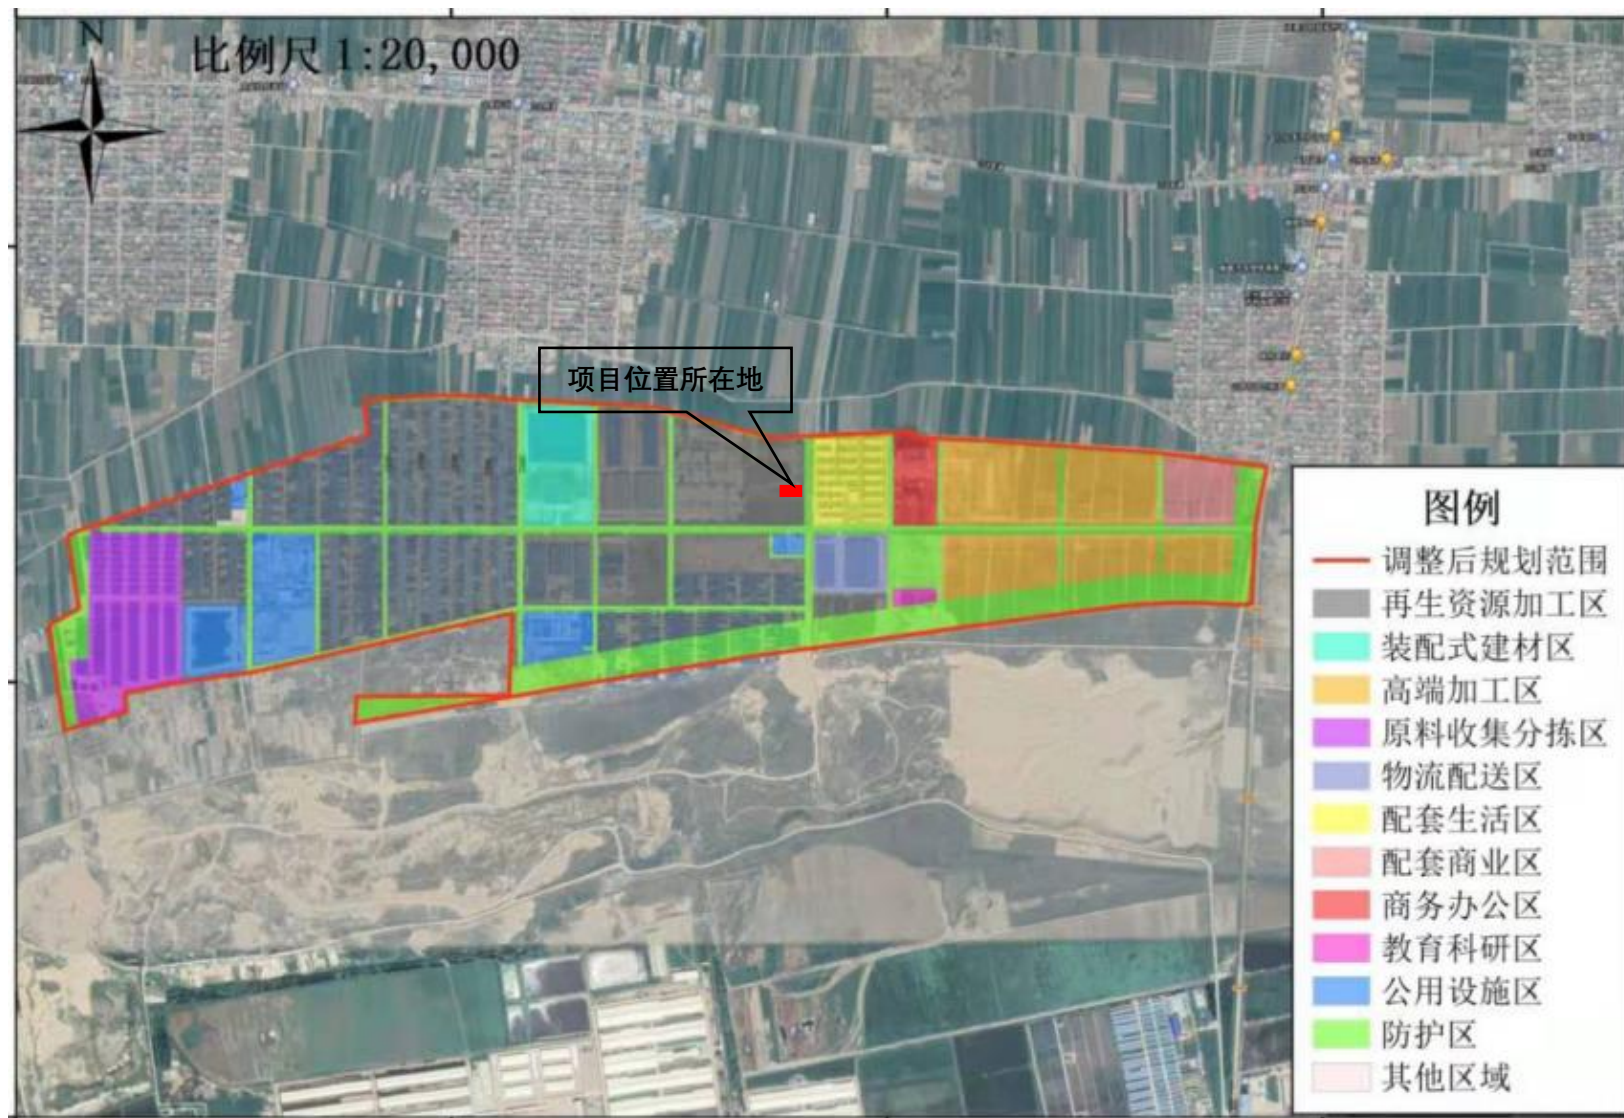 N
比例尺 1:20,000
项目位置所在地
图例
调整后规划范围
再生资源加工区
装配式建材区
高端加工区
原料收集分拣区
物流配送区
配套生活区
配套商业区
商务办公区
教育科研区
公用设施区
防护区
其他区域